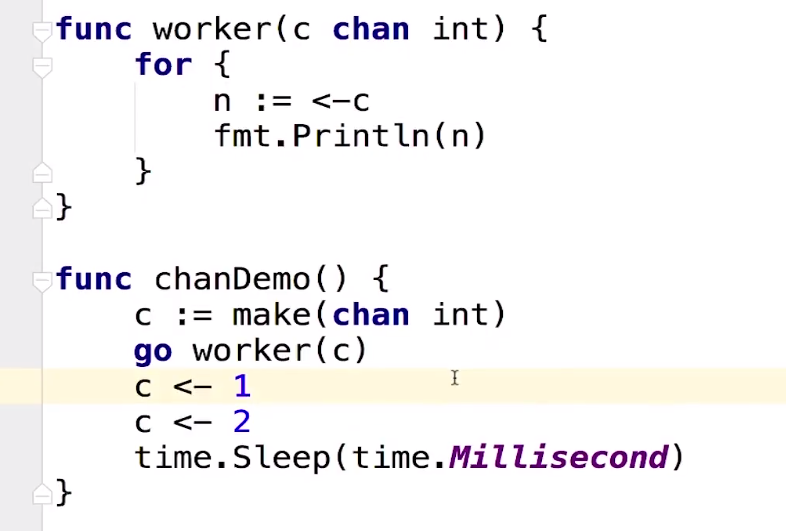 func worker(c chan int) {
    for {
        n := <-c
        fmt.Println(n)
    }
}
func chanDemo() {
    c := make(chan int)
    go worker(c)
    c <- 1
    c <- 2
    time.Sleep(time.Millisecond)
}